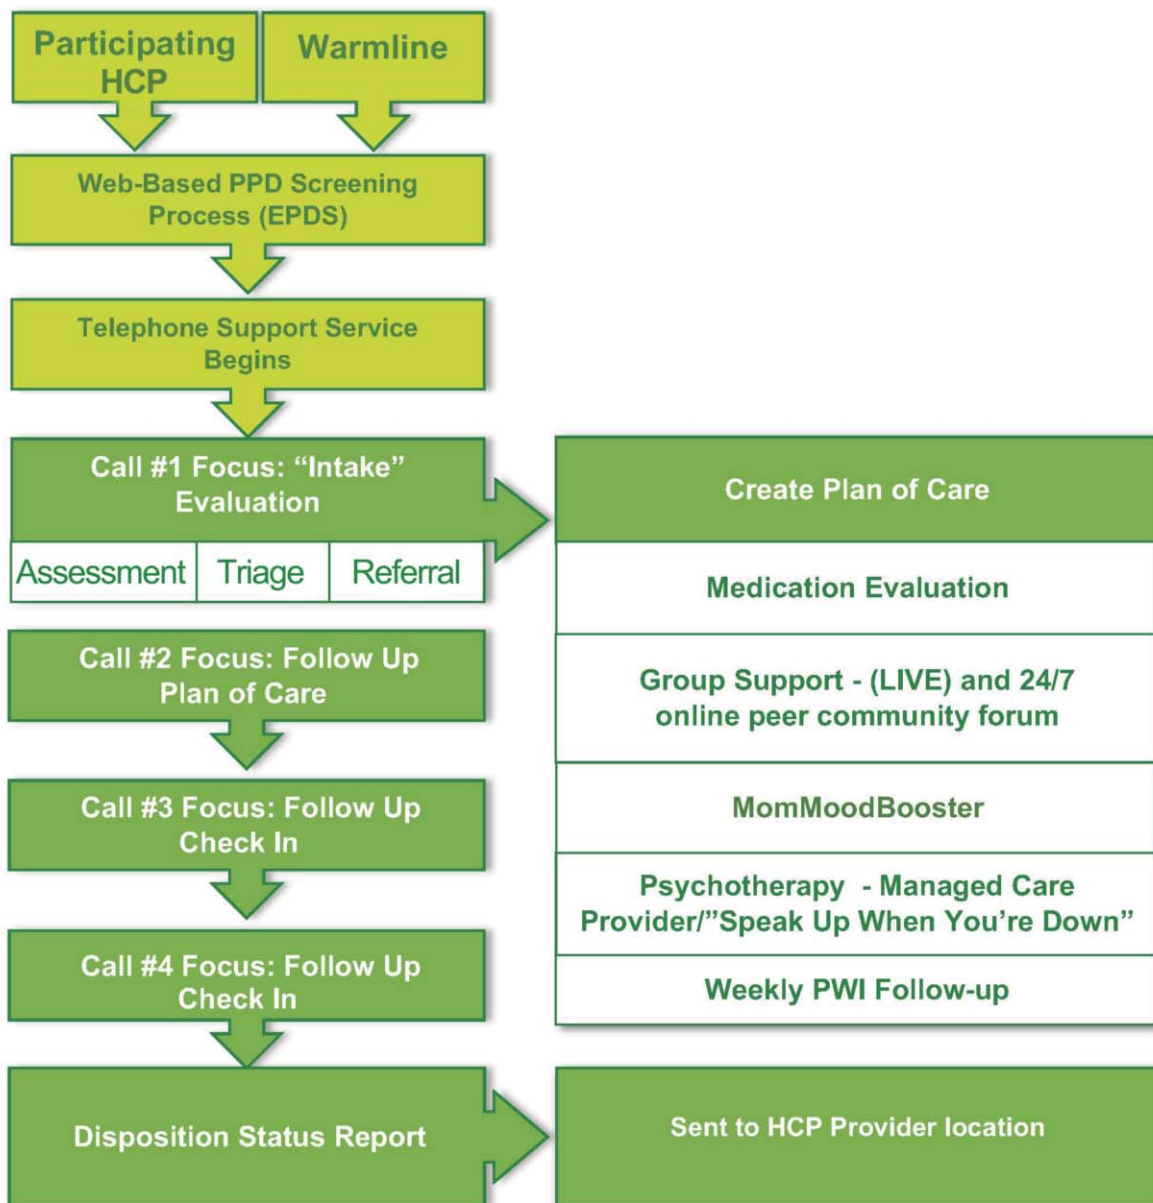 Participating
HCP
Warmline
Web-Based PPD Screening
Process (EPDS)
Telephone Support Service
Begins
Call #1 Focus: “Intake”
Evaluation
Assessment
Triage
Referral
Call #2 Focus: Follow Up
Plan of Care
Call #3 Focus: Follow Up
Check In
Call #4 Focus: Follow Up
Check In
Disposition Status Report
Create Plan of Care
Medication Evaluation
Group Support - (LIVE) and 24/7
online peer community forum
MomMoodBooster
Psychotherapy - Managed Care
Provider/”Speak Up When You’re Down”
Weekly PWI Follow-up
Sent to HCP Provider location